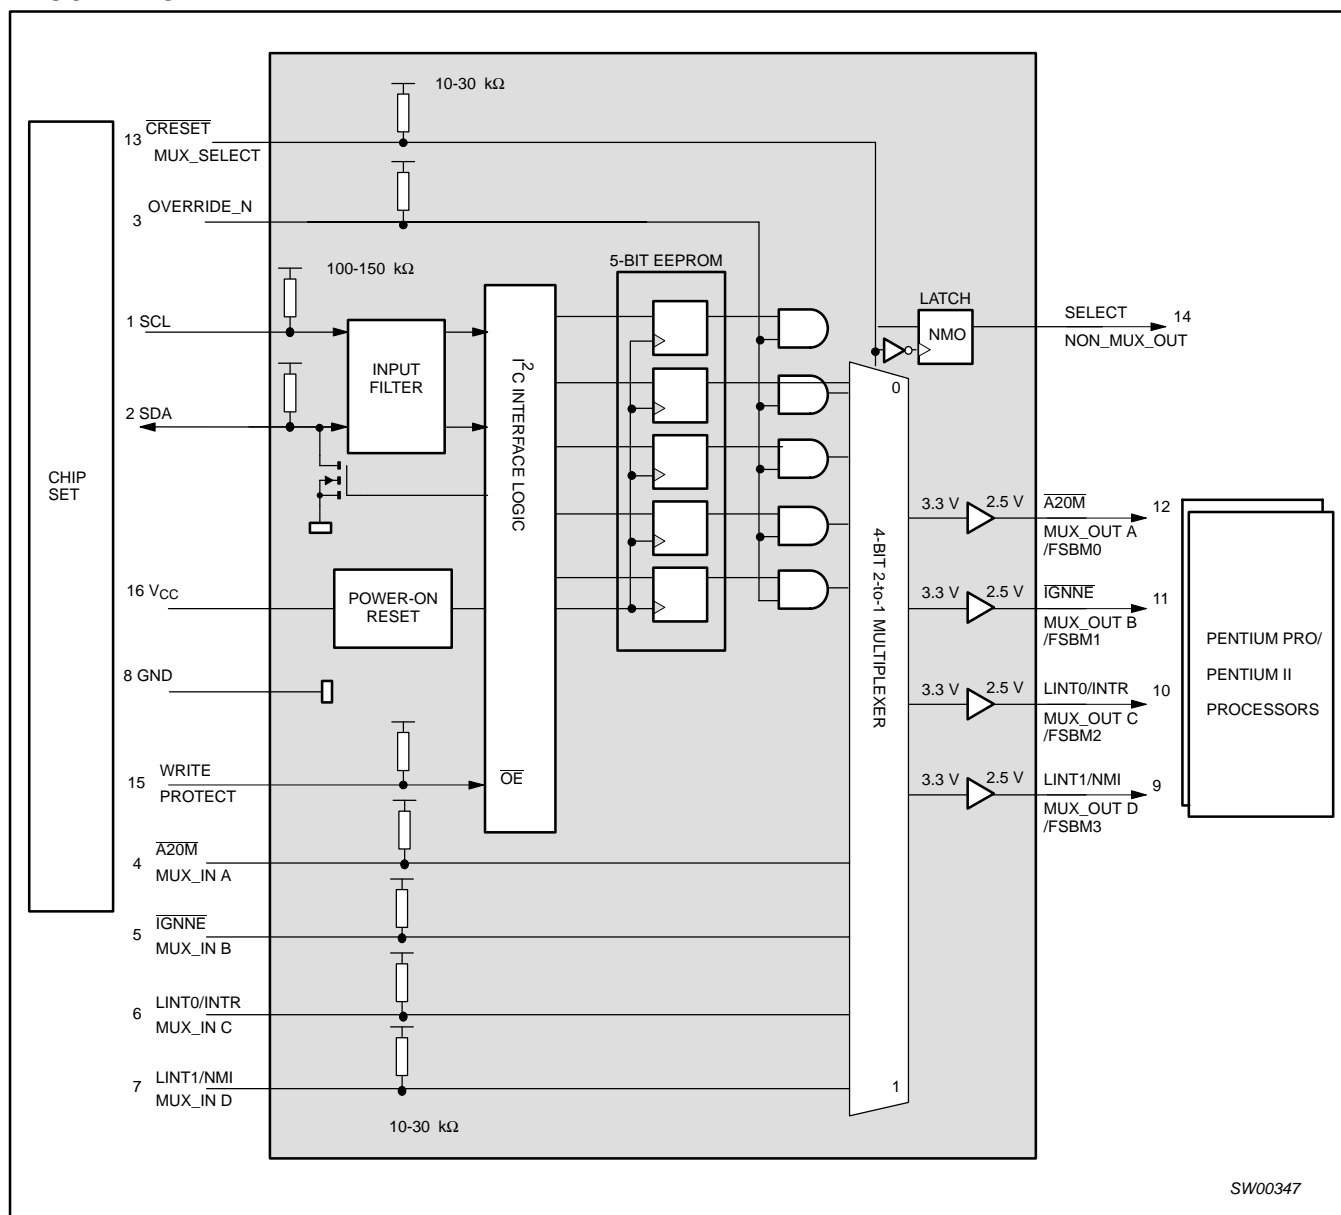 10-30 kΩ
13 CRESET
MUX_SELECT
OVERRIDE_N
3
100-150 kΩ
5-BIT EEPROM
LATCH
NMO
SELECT
14
NON_MUX_OUT
1 SCL
INPUT
FILTER
I2C INTERFACE LOGIC
2 SDA
CHIP
SET
0
4-BIT 2-to-1 MULTIPLEXER
1
3.3 V
2.5 V
A20M
12
MUX_OUT A
/FSBM0
16 VCC
POWER-ON
RESET
3.3 V
2.5 V
IGNNE
11
MUX_OUT B
/FSBM1
8 GND
3.3 V
2.5 V
LINT0/INTR
10
MUX_OUT C
/FSBM2
PENTIUM PRO/
PENTIUM II
PROCESSORS
15
WRITE
PROTECT
OE
3.3 V
2.5 V
LINT1/NMI
9
MUX_OUT D
/FSBM3
4
A20M
MUX_IN A
5
IGNNE
MUX_IN B
6
LINT0/INTR
MUX_IN C
7
LINT1/NMI
MUX_IN D
10-30 kΩ
SW00347